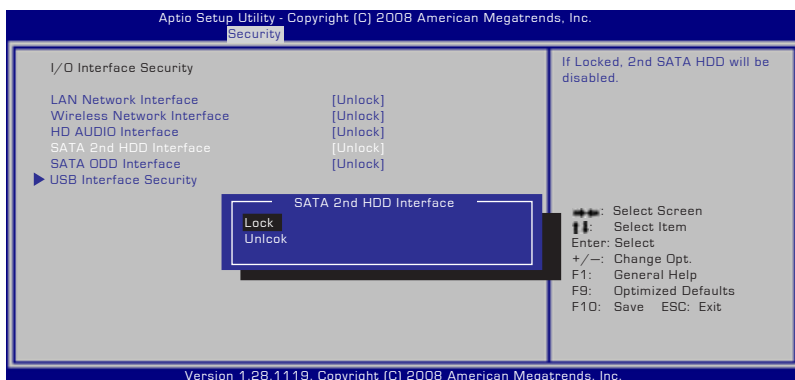 Aptio Setup Utility - Copyright (C) 2008 American Megatrends, Inc.
Security
I/O Interface Security
LAN Network Interface [Unlock]
Wireless Network Interface [Unlock]
HD AUDIO Interface [Unlock]
SATA 2nd HDD Interface [Unlock]
SATA ODD Interface [Unlock]
USB Interface Security
SATA 2nd HDD Interface
Lock
Unlcok
If Locked, 2nd SATA HDD will be
disabled.
: Select Screen
: Select Item
Enter: Select
+/—: Change Opt.
F1: General Help
F9: Optimized Defaults
F10: Save ESC: Exit
Version 1.28.1119. Copyright (C) 2008 American Megatrends, Inc.